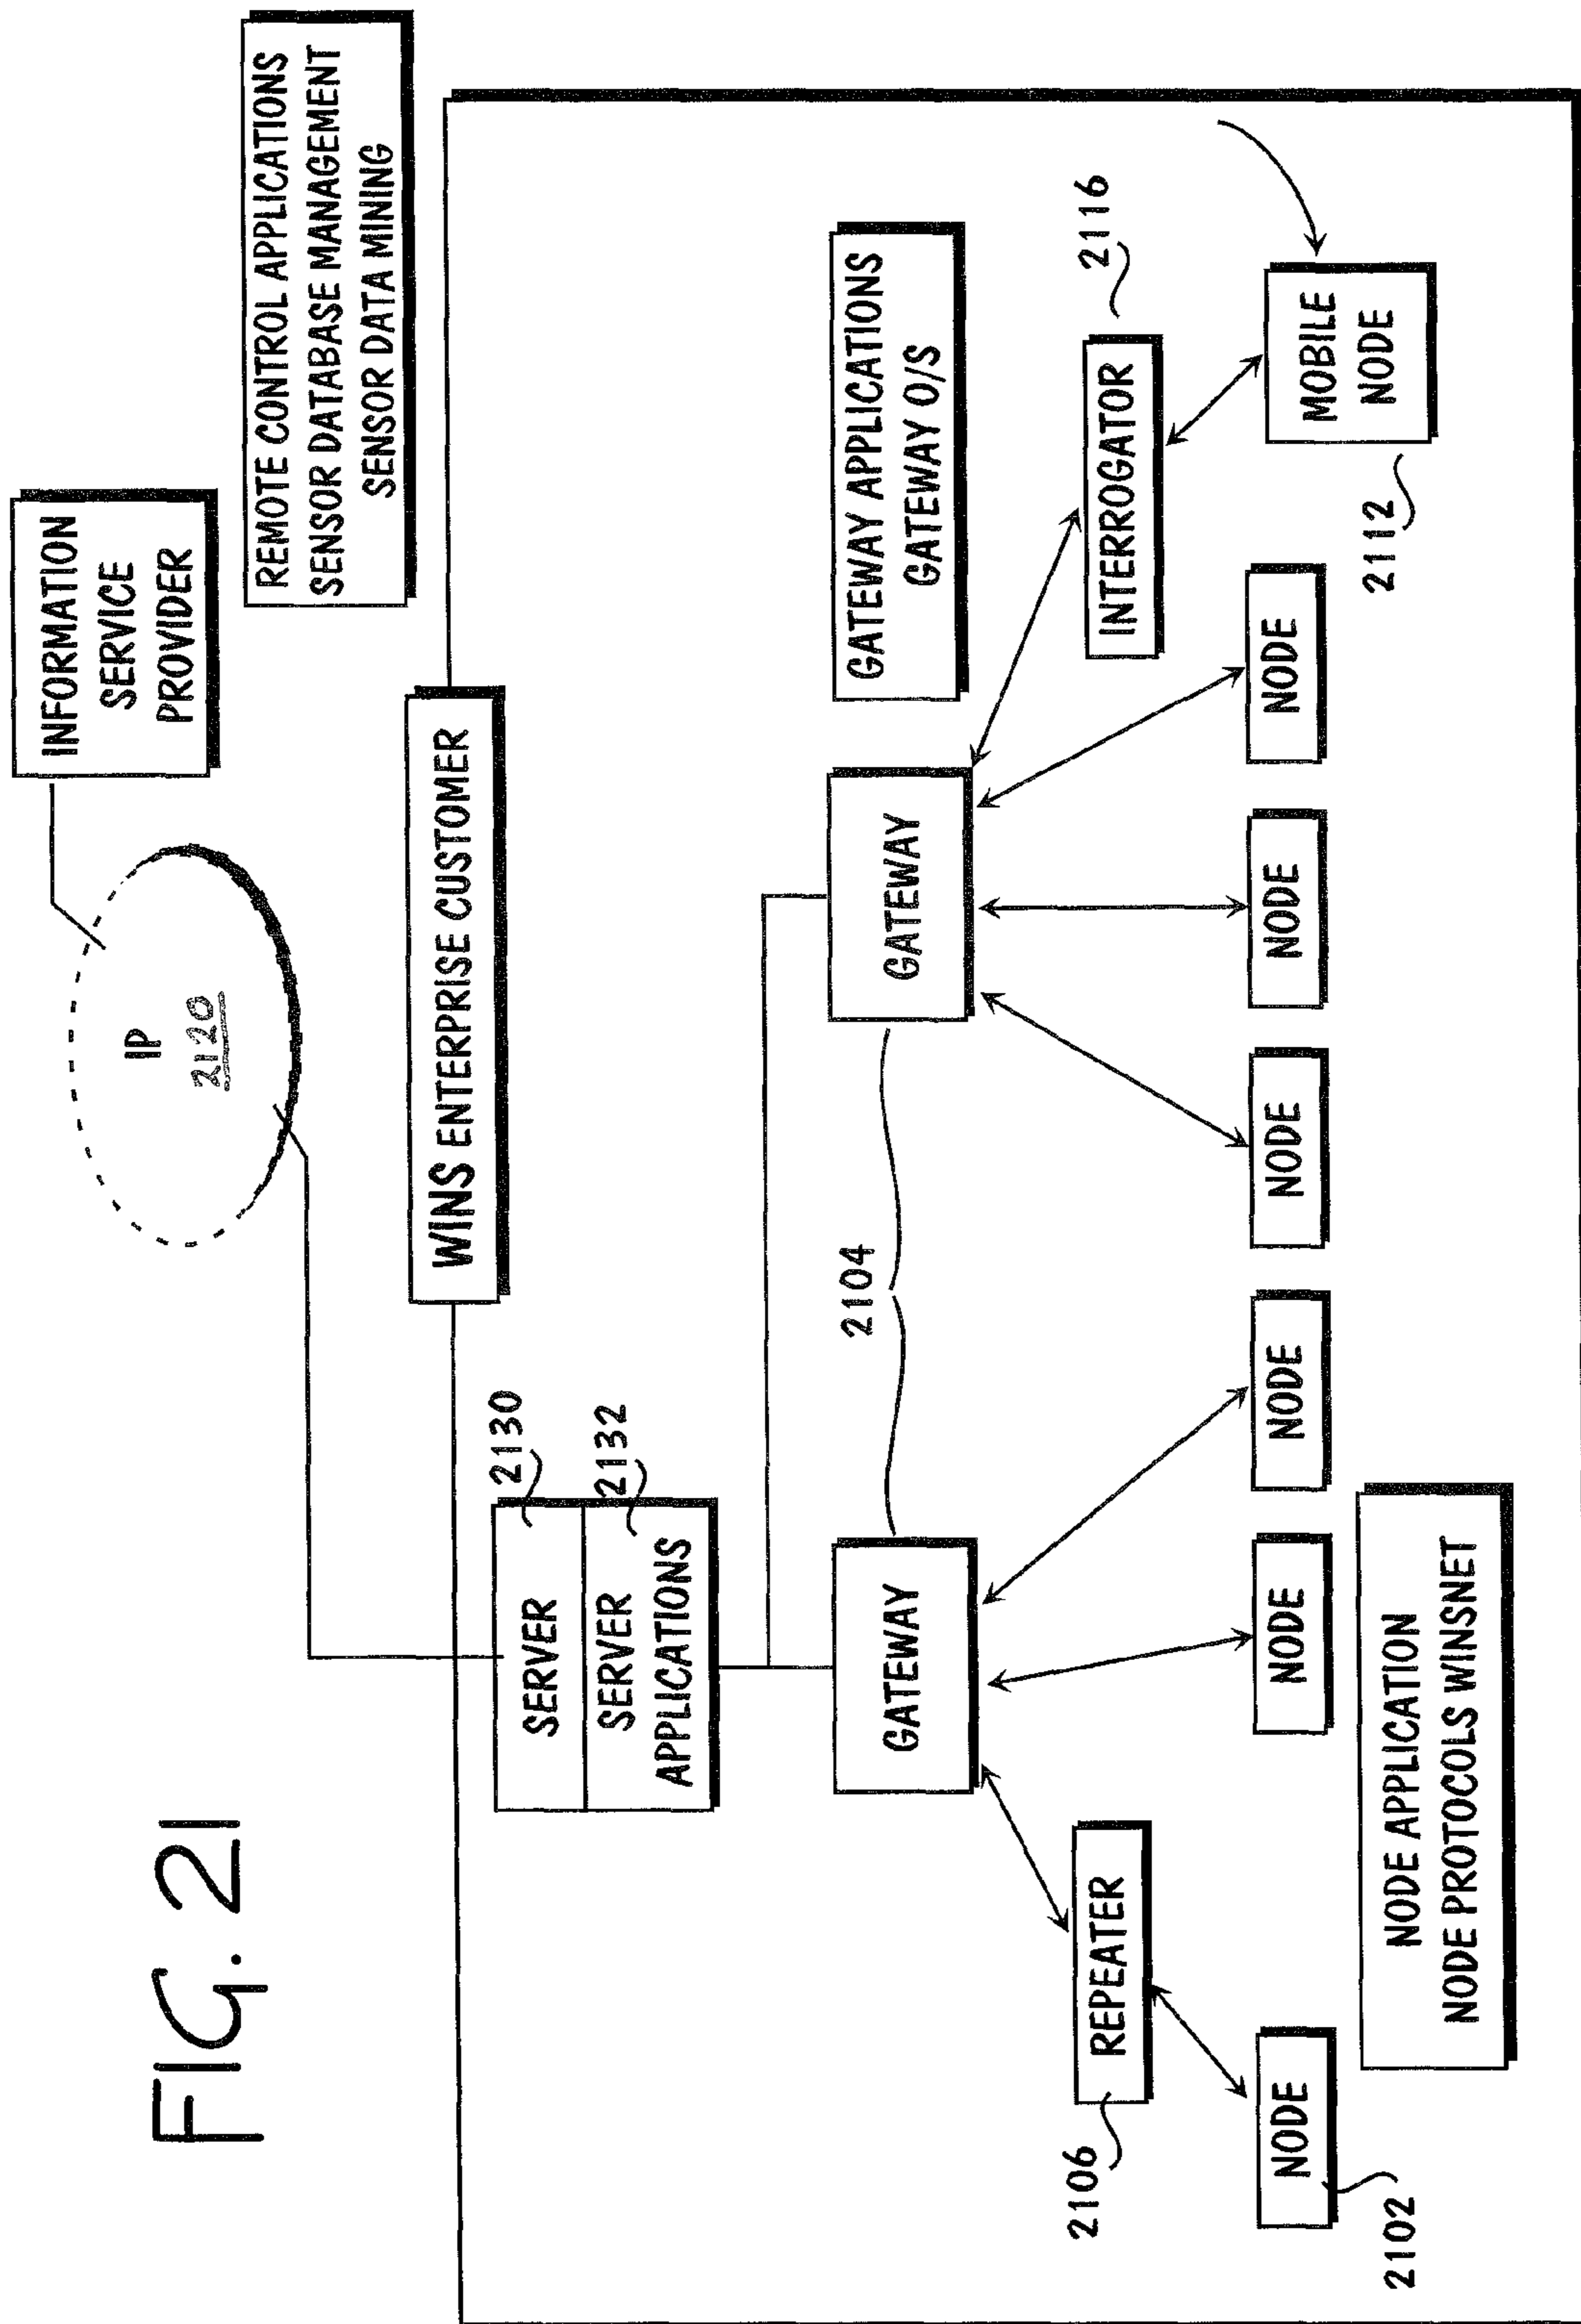 FIG. 21
INFORMATION
SERVICE
PROVIDER
IP
2120
REMOTE CONTROL APPLICATIONS
SENSOR DATABASE MANAGEMENT
SENSOR DATA MINING
WINS ENTERPRISE CUSTOMER
2130
SERVER
2132
SERVER
APPLICATIONS
2104
GATEWAY
GATEWAY
GATEWAY APPLICATIONS
GATEWAY O/S
2106
REPEATER
INTERROGATOR
2116
NODE
NODE
NODE
NODE
NODE
NODE
MOBILE
NODE
2102
2112
NODE APPLICATION
NODE PROTOCOLS WINSNET